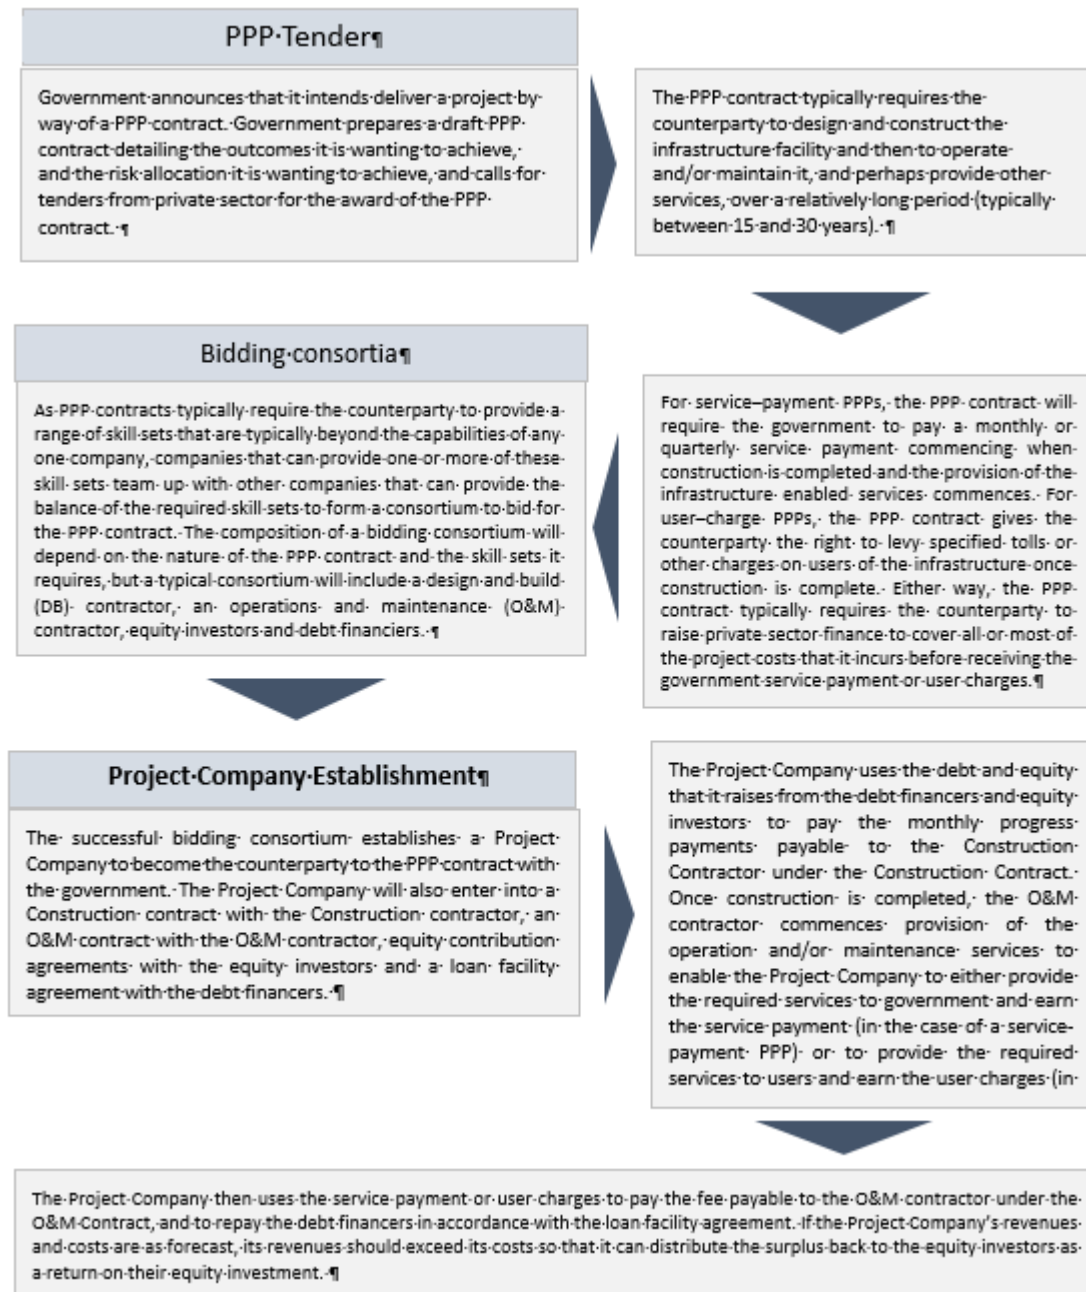 PPP·Tender¶
Government·announces·that·it·intends·deliver·a·project·by·
way·of·a·PPP·contract.·Government·prepares·a·draft·PPP·
contract·detailing·the·outcomes·it·is·wanting·to·achieve,·
and·the·risk·allocation·it·is·wanting·to·achieve,·and·calls·for·
tenders·from·private·sector·for·the·award·of·the·PPP·
contract.·¶
The·PPP·contract·typically·requires·the·
counterparty·to·design·and·construct·the·
infrastructure·facility·and·then·to·operate·
and/or·maintain·it,·and·perhaps·provide·other·
services,·over·a·relatively·long·period·(typically·
between·15·and·30·years).·¶
For·service–payment·PPPs,·the·PPP·contract·will·
require·the·government·to·pay·a·monthly·or·
quarterly·service·payment·commencing·when·
construction·is·completed·and·the·provision·of·the·
infrastructure·enabled·services·commences.·For·
user–charge·PPPs,·the·PPP·contract·gives·the·
counterparty·the·right·to·levy·specified·tolls·or·
other·charges·on·users·of·the·infrastructure·once·
construction·is·complete.·Either·way,·the·PPP·
contract·typically·requires·the·counterparty·to·
raise·private·sector·finance·to·cover·all·or·most·of·
the·project·costs·that·it·incurs·before·receiving·the·
government·service·payment·or·user·charges.¶
Bidding·consortia¶
As·PPP·contracts·typically·require·the·counterparty·to·provide·a·
range·of·skill·sets·that·are·typically·beyond·the·capabilities·of·any·
one·company,·companies·that·can·provide·one·or·more·of·these·
skill·sets·team·up·with·other·companies·that·can·provide·the·
balance·of·the·required·skill·sets·to·form·a·consortium·to·bid·for·
the·PPP·contract.·The·composition·of·a·bidding·consortium·will·
depend·on·the·nature·of·the·PPP·contract·and·the·skill·sets·it·
requires,·but·a·typical·consortium·will·include·a·design·and·build·
(DB)·contractor,·an·operations·and·maintenance·(O&M)·
contractor,·equity·investors·and·debt·financiers.·¶
Project·Company·Establishment¶
The·successful·bidding·consortium·establishes·a·Project·
Company·to·become·the·counterparty·to·the·PPP·contract·with·
the·government.·The·Project·Company·will·also·enter·into·a·
Construction·contract·with·the·Construction·contractor,·an·
O&M·contract·with·the·O&M·contractor,·equity·contribution·
agreements·with·the·equity·investors·and·a·loan·facility·
agreement·with·the·debt·financers.·¶
The·Project·Company·uses·the·debt·and·equity·
that·it·raises·from·the·debt·financers·and·equity·
investors·to·pay·the·monthly·progress·
payments·payable·to·the·Construction·
Contractor·under·the·Construction·Contract.·
Once·construction·is·completed,·the·O&M·
contractor·commences·provision·of·the·
operation·and/or·maintenance·services·to·
enable·the·Project·Company·to·either·provide·
the·required·services·to·government·and·earn·
the·service·payment·(in·the·case·of·a·service-
payment·PPP)·or·to·provide·the·required·
services·to·users·and·earn·the·user·charges·(in·
The·Project·Company·then·uses·the·service·payment·or·user·charges·to·pay·the·fee·payable·to·the·O&M·contractor·under·the·
O&M·Contract,·and·to·repay·the·debt·financers·in·accordance·with·the·loan·facility·agreement.·If·the·Project·Company's·revenues·
and·costs·are·as·forecast,·its·revenues·should·exceed·its·costs·so·that·it·can·distribute·the·surplus·back·to·the·equity·investors·as·
a·return·on·their·equity·investment.·¶